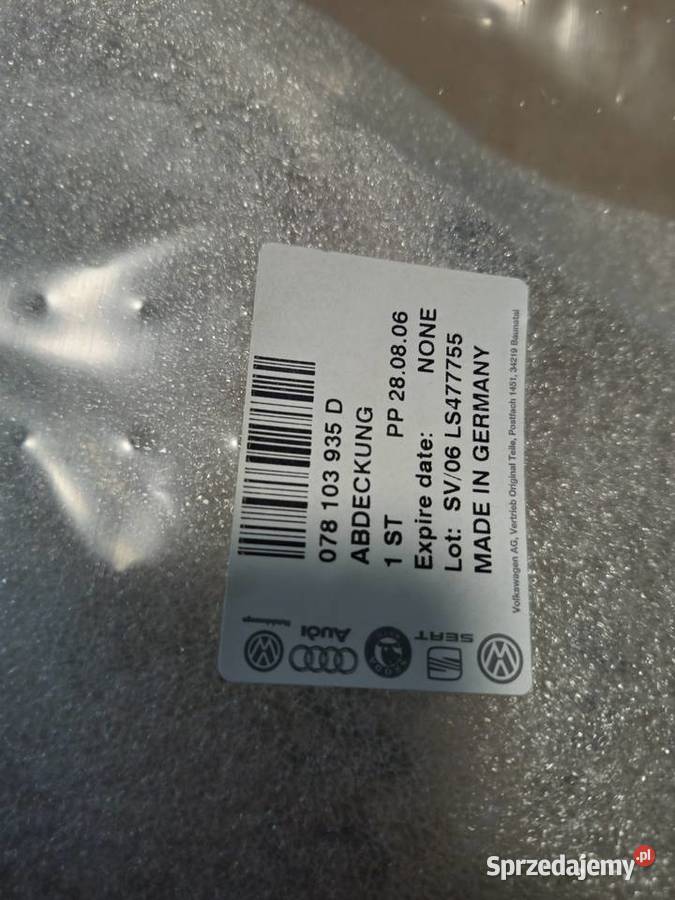 078 103 935 D
ABDECKUNG
1 ST PP 28.08.06
Expire date: NONE
Lot: SV/06 LS477755
MADE IN GERMANY
Volkswagen AG, Vertrieb Original Teile, Postfach 1451, 34219 Baunatal
Audi
SKODA
SEAT
Sprzedajemy.pl